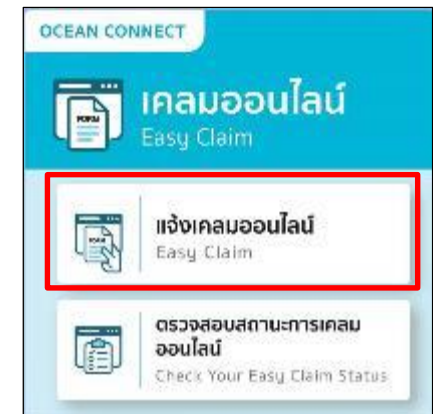 OCEAN CONNECT
FORM
เคลมออนไลน์
Easy Claim
FORM
แจ้งเคลมออนไลน์
Easy Claim
ตรวจสอบสถานะการเคลม
ออนไลน์
Check Your Easy Claim Status